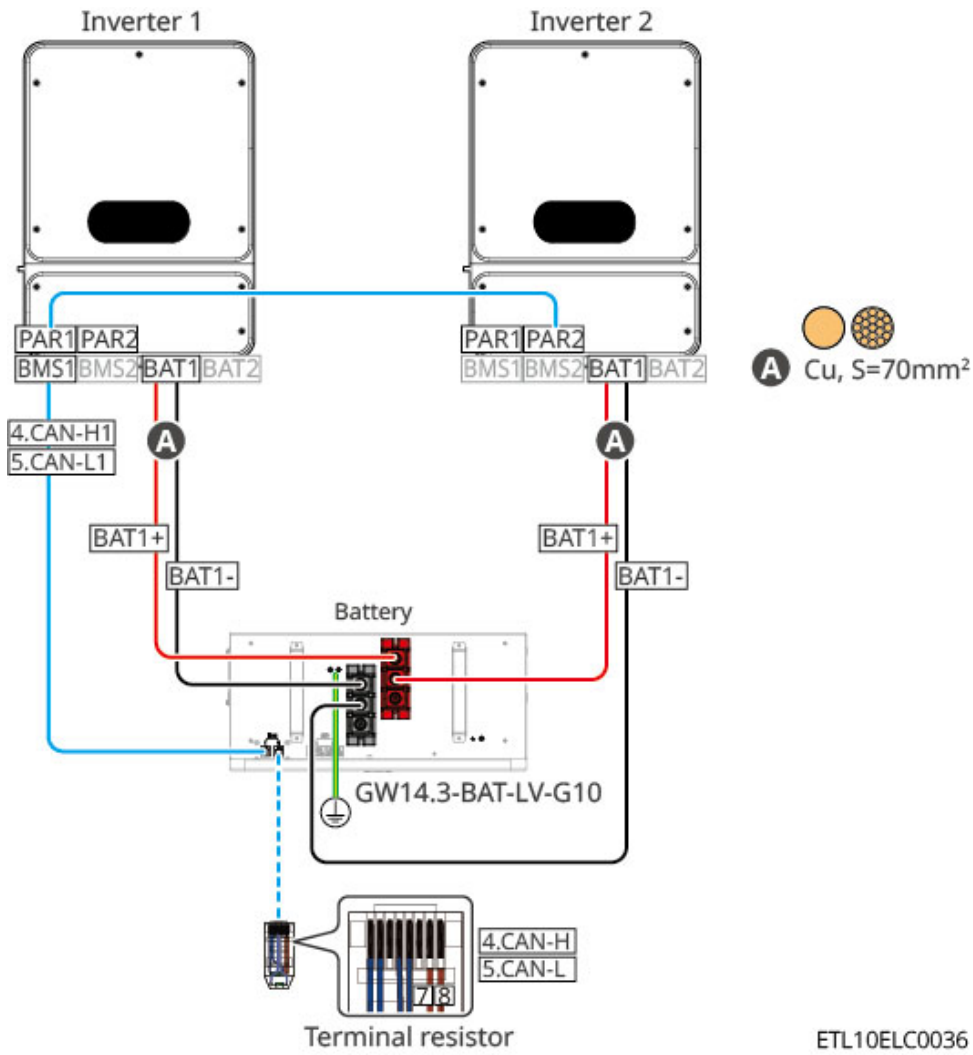 Inverter 1
Inverter 2
PAR1 PAR2
BMS1 BMS2 BAT1 BAT2
PAR1 PAR2
BMS1 BMS2 BAT1 BAT2
A Cu, S=70mm²
4.CAN-H1
5.CAN-L1
A
A
BAT1+
BAT1-
BAT1+
BAT1-
Battery
GW14.3-BAT-LV-G10
4.CAN-H
5.CAN-L
7 8
Terminal resistor
ETL10ELC0036